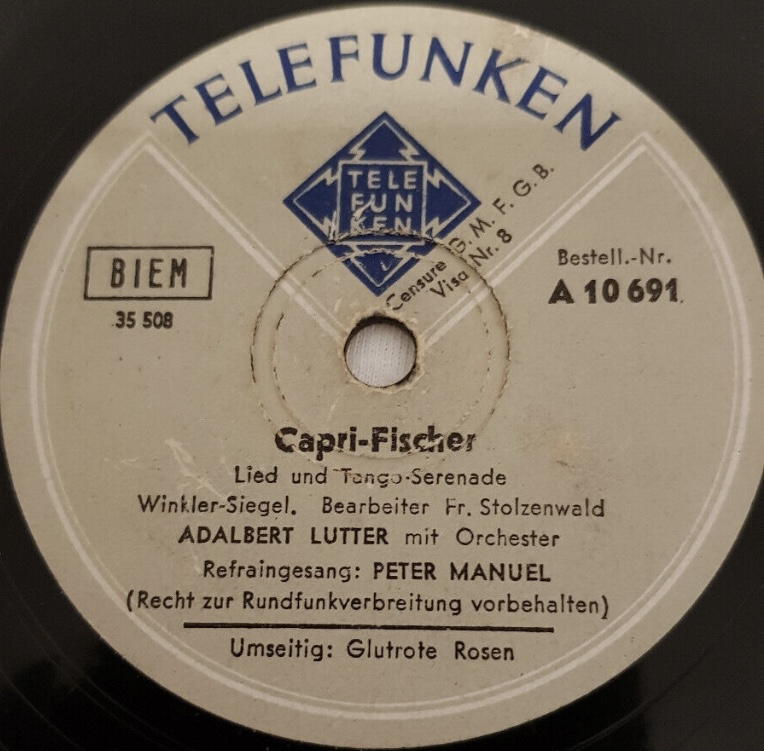 TELEFUNKEN
TELE
FUN
KEN
Censure G. M. F. G. B.
Visa Nr. 8
BIEM
35 508
Bestell.-Nr.
A 10 691
Capri-Fischer
Lied und Tango-Serenade
Winkler-Siegel. Bearbeiter Fr. Stolzenwald
ADALBERT LUTTER mit Orchester
Refraingesang: PETER MANUEL
(Recht zur Rundfunkverbreitung vorbehalten)
Umseitig: Glutrote Rosen